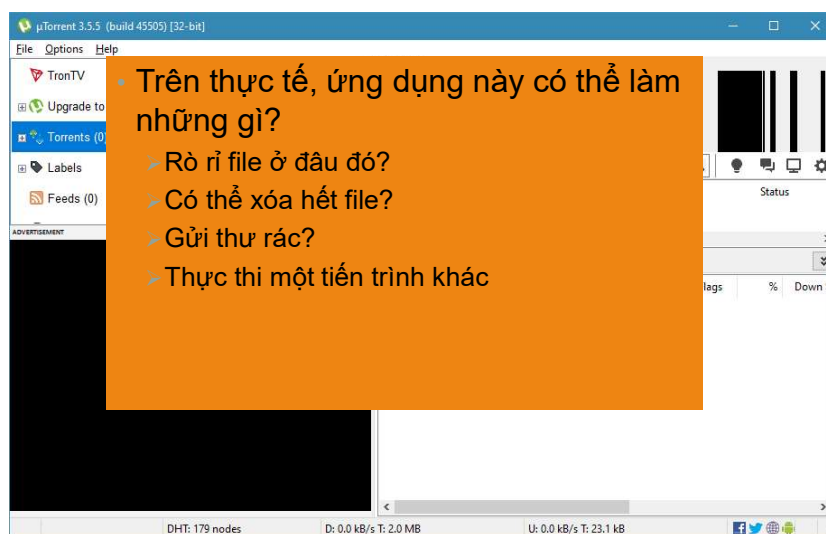 µTorrent 3.5.5 (build 45505) [32-bit]
File Options Help
TronTV
Upgrade to
Torrents (0)
Labels
Feeds (0)
ADVERTISEMENT
Trên thực tế, ứng dụng này có thể làm
những gì?
Rò rỉ file ở đâu đó?
Có thể xóa hết file?
Gửi thư rác?
Thực thi một tiến trình khác
Status
lags % Down
DHT: 179 nodes D: 0.0 kB/s T: 2.0 MB U: 0.0 kB/s T: 23.1 kB